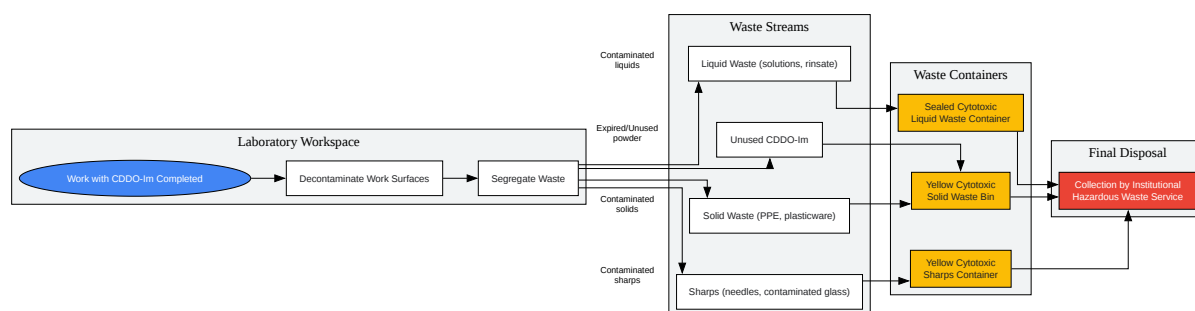 Laboratory Workspace
Work with CDDO-Im Completed
Decontaminate Work Surfaces
Segregate Waste
Contaminated
liquids
Expired/Unused
powder
Contaminated
solids
Contaminated
sharps
Waste Streams
Liquid Waste (solutions, rinsate)
Unused CDDO-Im
Solid Waste (PPE, plasticware)
Sharps (needles, contaminated glass)
Waste Containers
Sealed Cytotoxic
Liquid Waste Container
Yellow Cytotoxic
Solid Waste Bin
Yellow Cytotoxic
Sharps Container
Final Disposal
Collection by Institutional
Hazardous Waste Service